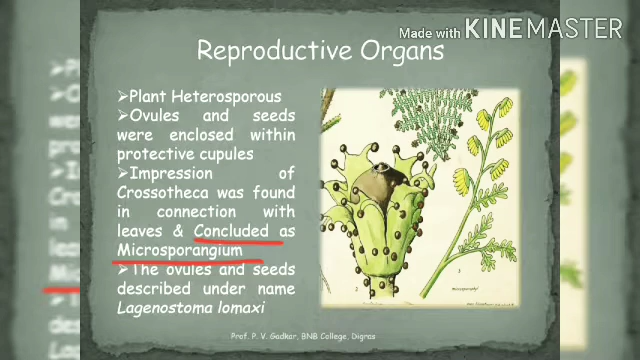 Made with KINEMASTER
Reproductive Organs
➢Plant Heterosporous
➢Ovules and seeds
were enclosed within
protective cupules
➢Impression of
Crossotheca was found
in connection with
leaves & Concluded as
Microsporangium
➢The ovules and seeds
described under name
Lagenostoma lomaxi
microsporophyll
Prof. P. V. Gadkar, BNB College, Digras